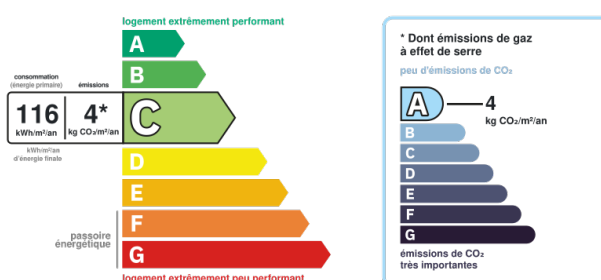 logement extrêmement performant
A
B
consommation
(énergie primaire)
émissions
116
kWh/m²/an
4*
kg CO₂/m²/an
C
kWh/m²/an
d'énergie finale
D
E
F
G
passoire
énergétique
logement extrêmement peu performant
* Dont émissions de gaz
à effet de serre
peu d'émissions de CO₂
A
4
kg CO₂/m²/an
B
C
D
E
F
G
émissions de CO₂
très importantes